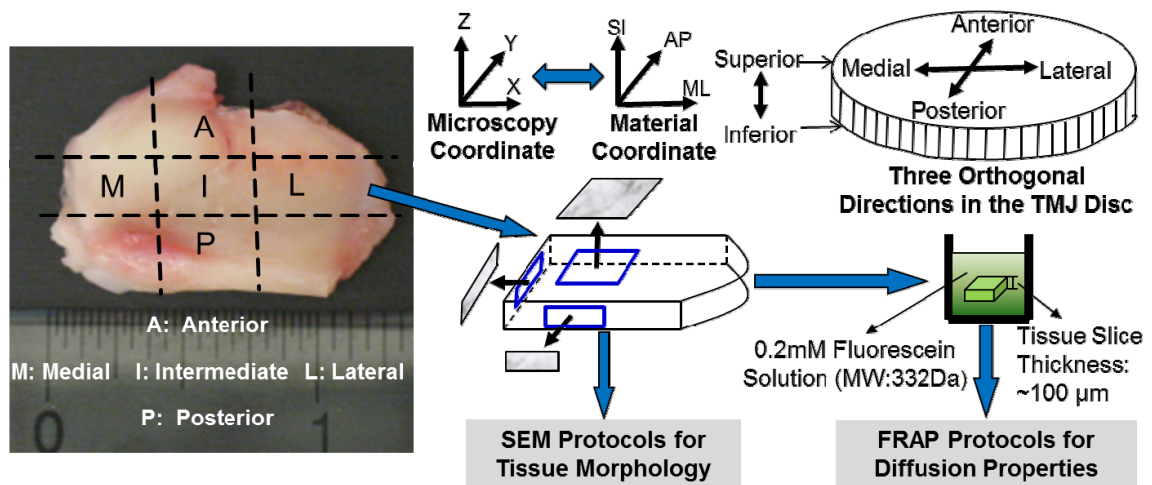 A
M
I
L
P
A: Anterior
M: Medial I: Intermediate L: Lateral
P: Posterior
0 1
Z
Y
X
Microscopy
Coordinate
SI
AP
ML
Material
Coordinate
Superior
Inferior
Anterior
Medial
Lateral
Posterior
Three Orthogonal
Directions in the TMJ Disc
0.2mM Fluorescein
Solution (MW:332Da)
Tissue Slice
Thickness:
~100 μm
SEM Protocols for
Tissue Morphology
FRAP Protocols for
Diffusion Properties